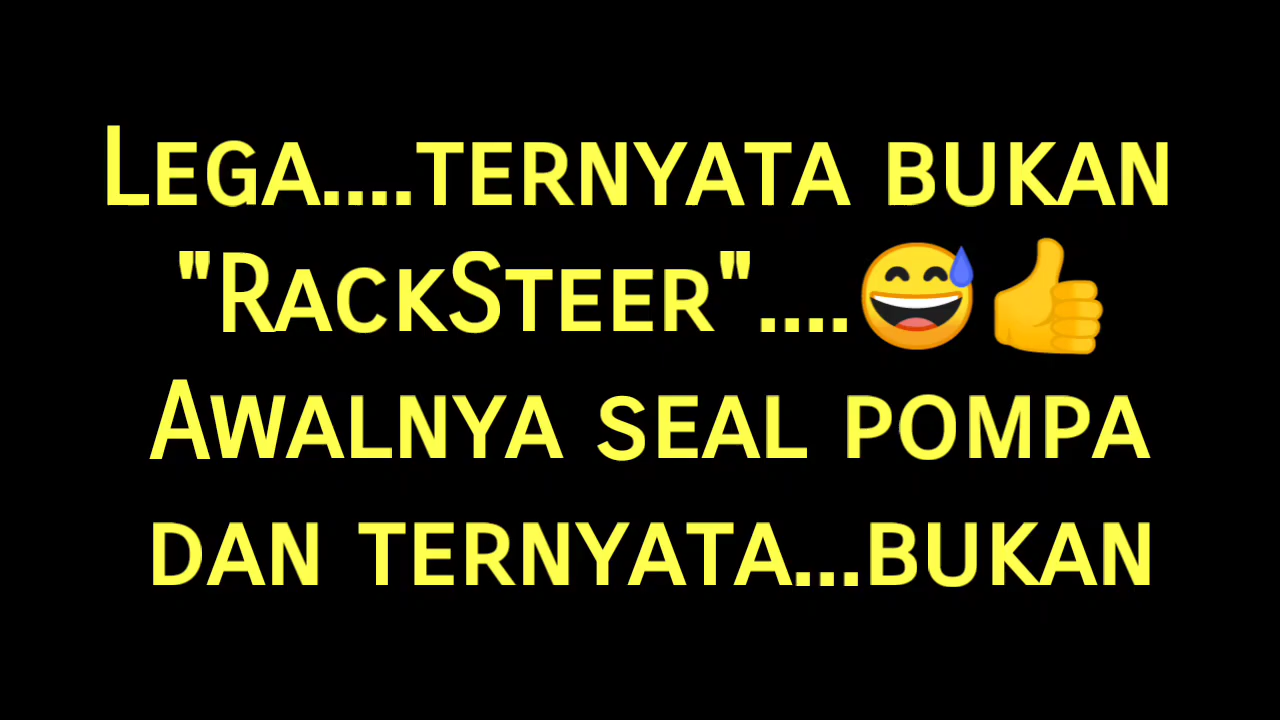 Lega....ternyata bukan
"RackSteer"....😅👍
Awalnya seal pompa
dan ternyata...bukan